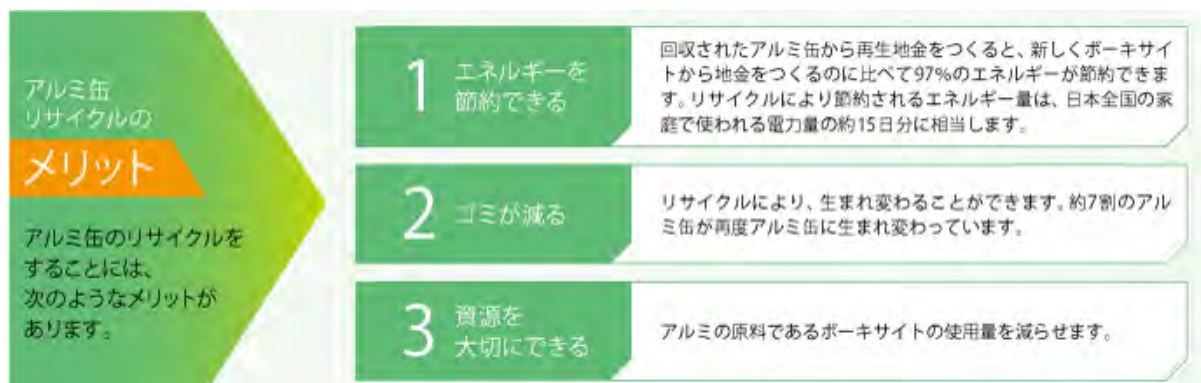 アルミ缶
リサイクルの
メリット
アルミ缶のリサイクルを
することには、
次のようなメリットが
あります。
1 エネルギーを
節約できる
回収されたアルミ缶から再生地金をつくると、新しくボーキサイ
トから地金をつくるのに比べて97%のエネルギーが節約できま
す。リサイクルにより節約されるエネルギー量は、日本全国の家
庭で使われる電力量の約15日分に相当します。
2 ゴミが減る
リサイクルにより、生まれ変わることができます。約7割のアル
ミ缶が再度アルミ缶に生まれ変わっています。
3 資源を
大切にできる
アルミの原料であるボーキサイトの使用量を減らせます。